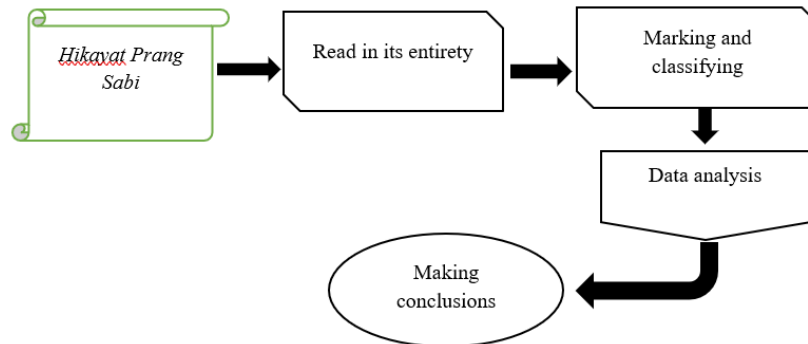 Hikayat Prang
Sabi
Read in its entirety
Marking and
classifying
Data analysis
Making
conclusions